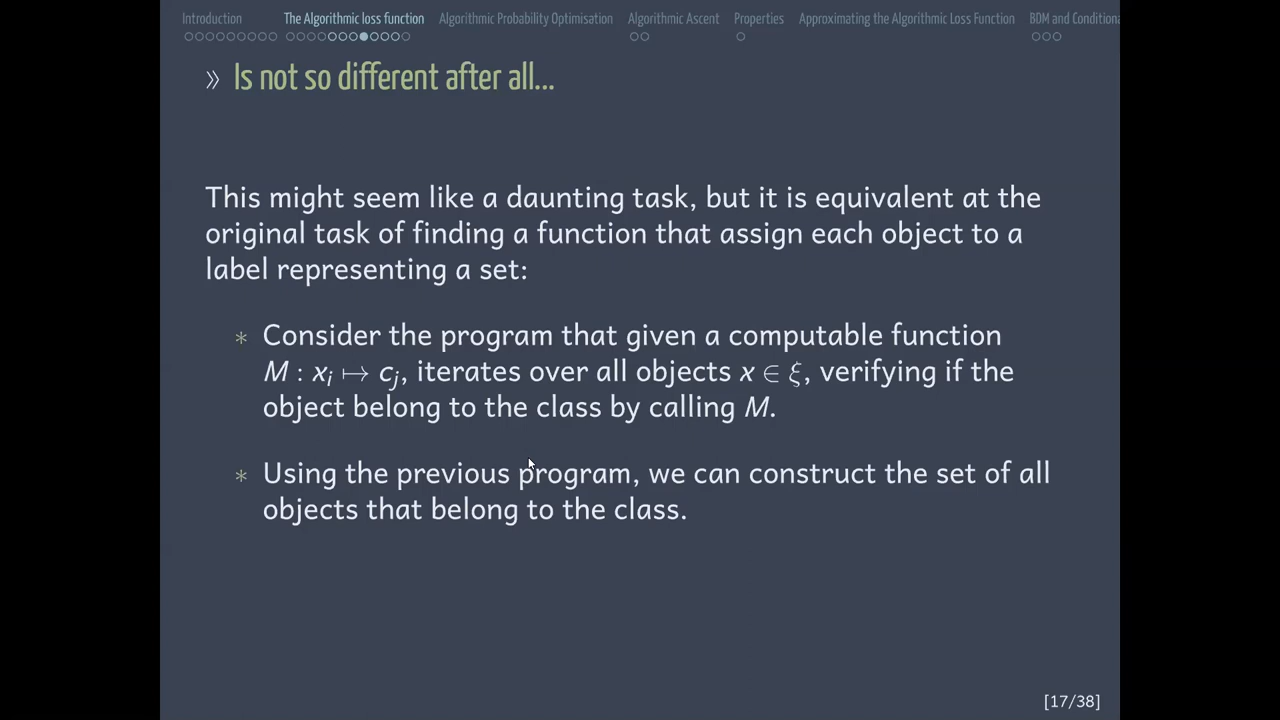 Introduction The Algorithmic loss function Algorithmic Probability Optimisation Algorithmic Ascent Properties Approximating the Algorithmic Loss Function BDM and Conditiona
» Is not so different after all...
This might seem like a daunting task, but it is equivalent at the
original task of finding a function that assign each object to a
label representing a set:
* Consider the program that given a computable function
M : xᵢ ↦ cⱼ, iterates over all objects x ∈ ξ, verifying if the
object belong to the class by calling M.
* Using the previous program, we can construct the set of all
objects that belong to the class.
[17/38]